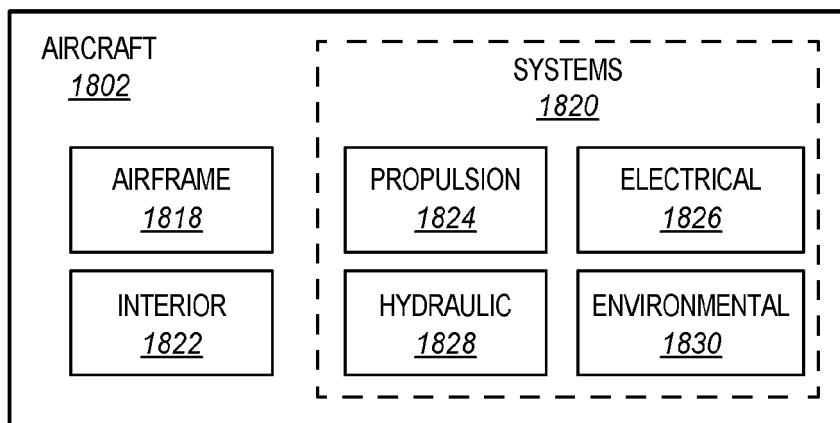 AIRCRAFT
1802
SYSTEMS
1820
AIRFRAME
1818
PROPULSION
1824
ELECTRICAL
1826
INTERIOR
1822
HYDRAULIC
1828
ENVIRONMENTAL
1830